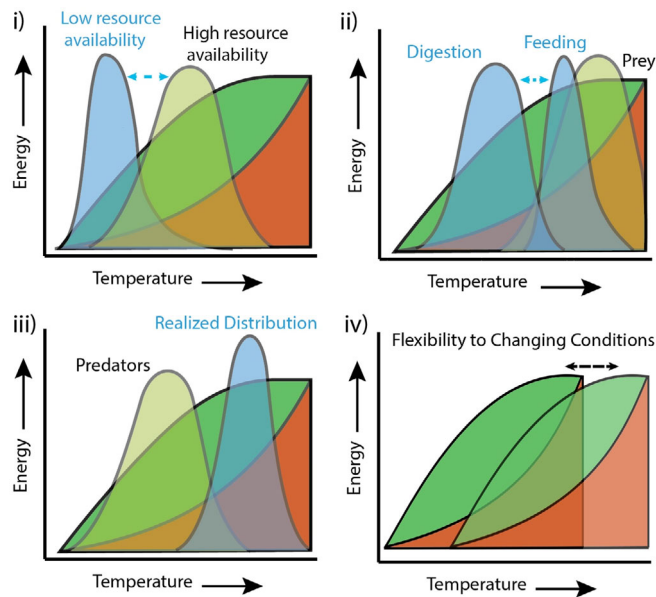 i)
Low resource
availability
High resource
availability
Energy
Temperature
ii)
Digestion
Feeding
Prey
Energy
Temperature
iii)
Realized Distribution
Predators
Energy
Temperature
iv)
Flexibility to Changing Conditions
Energy
Temperature